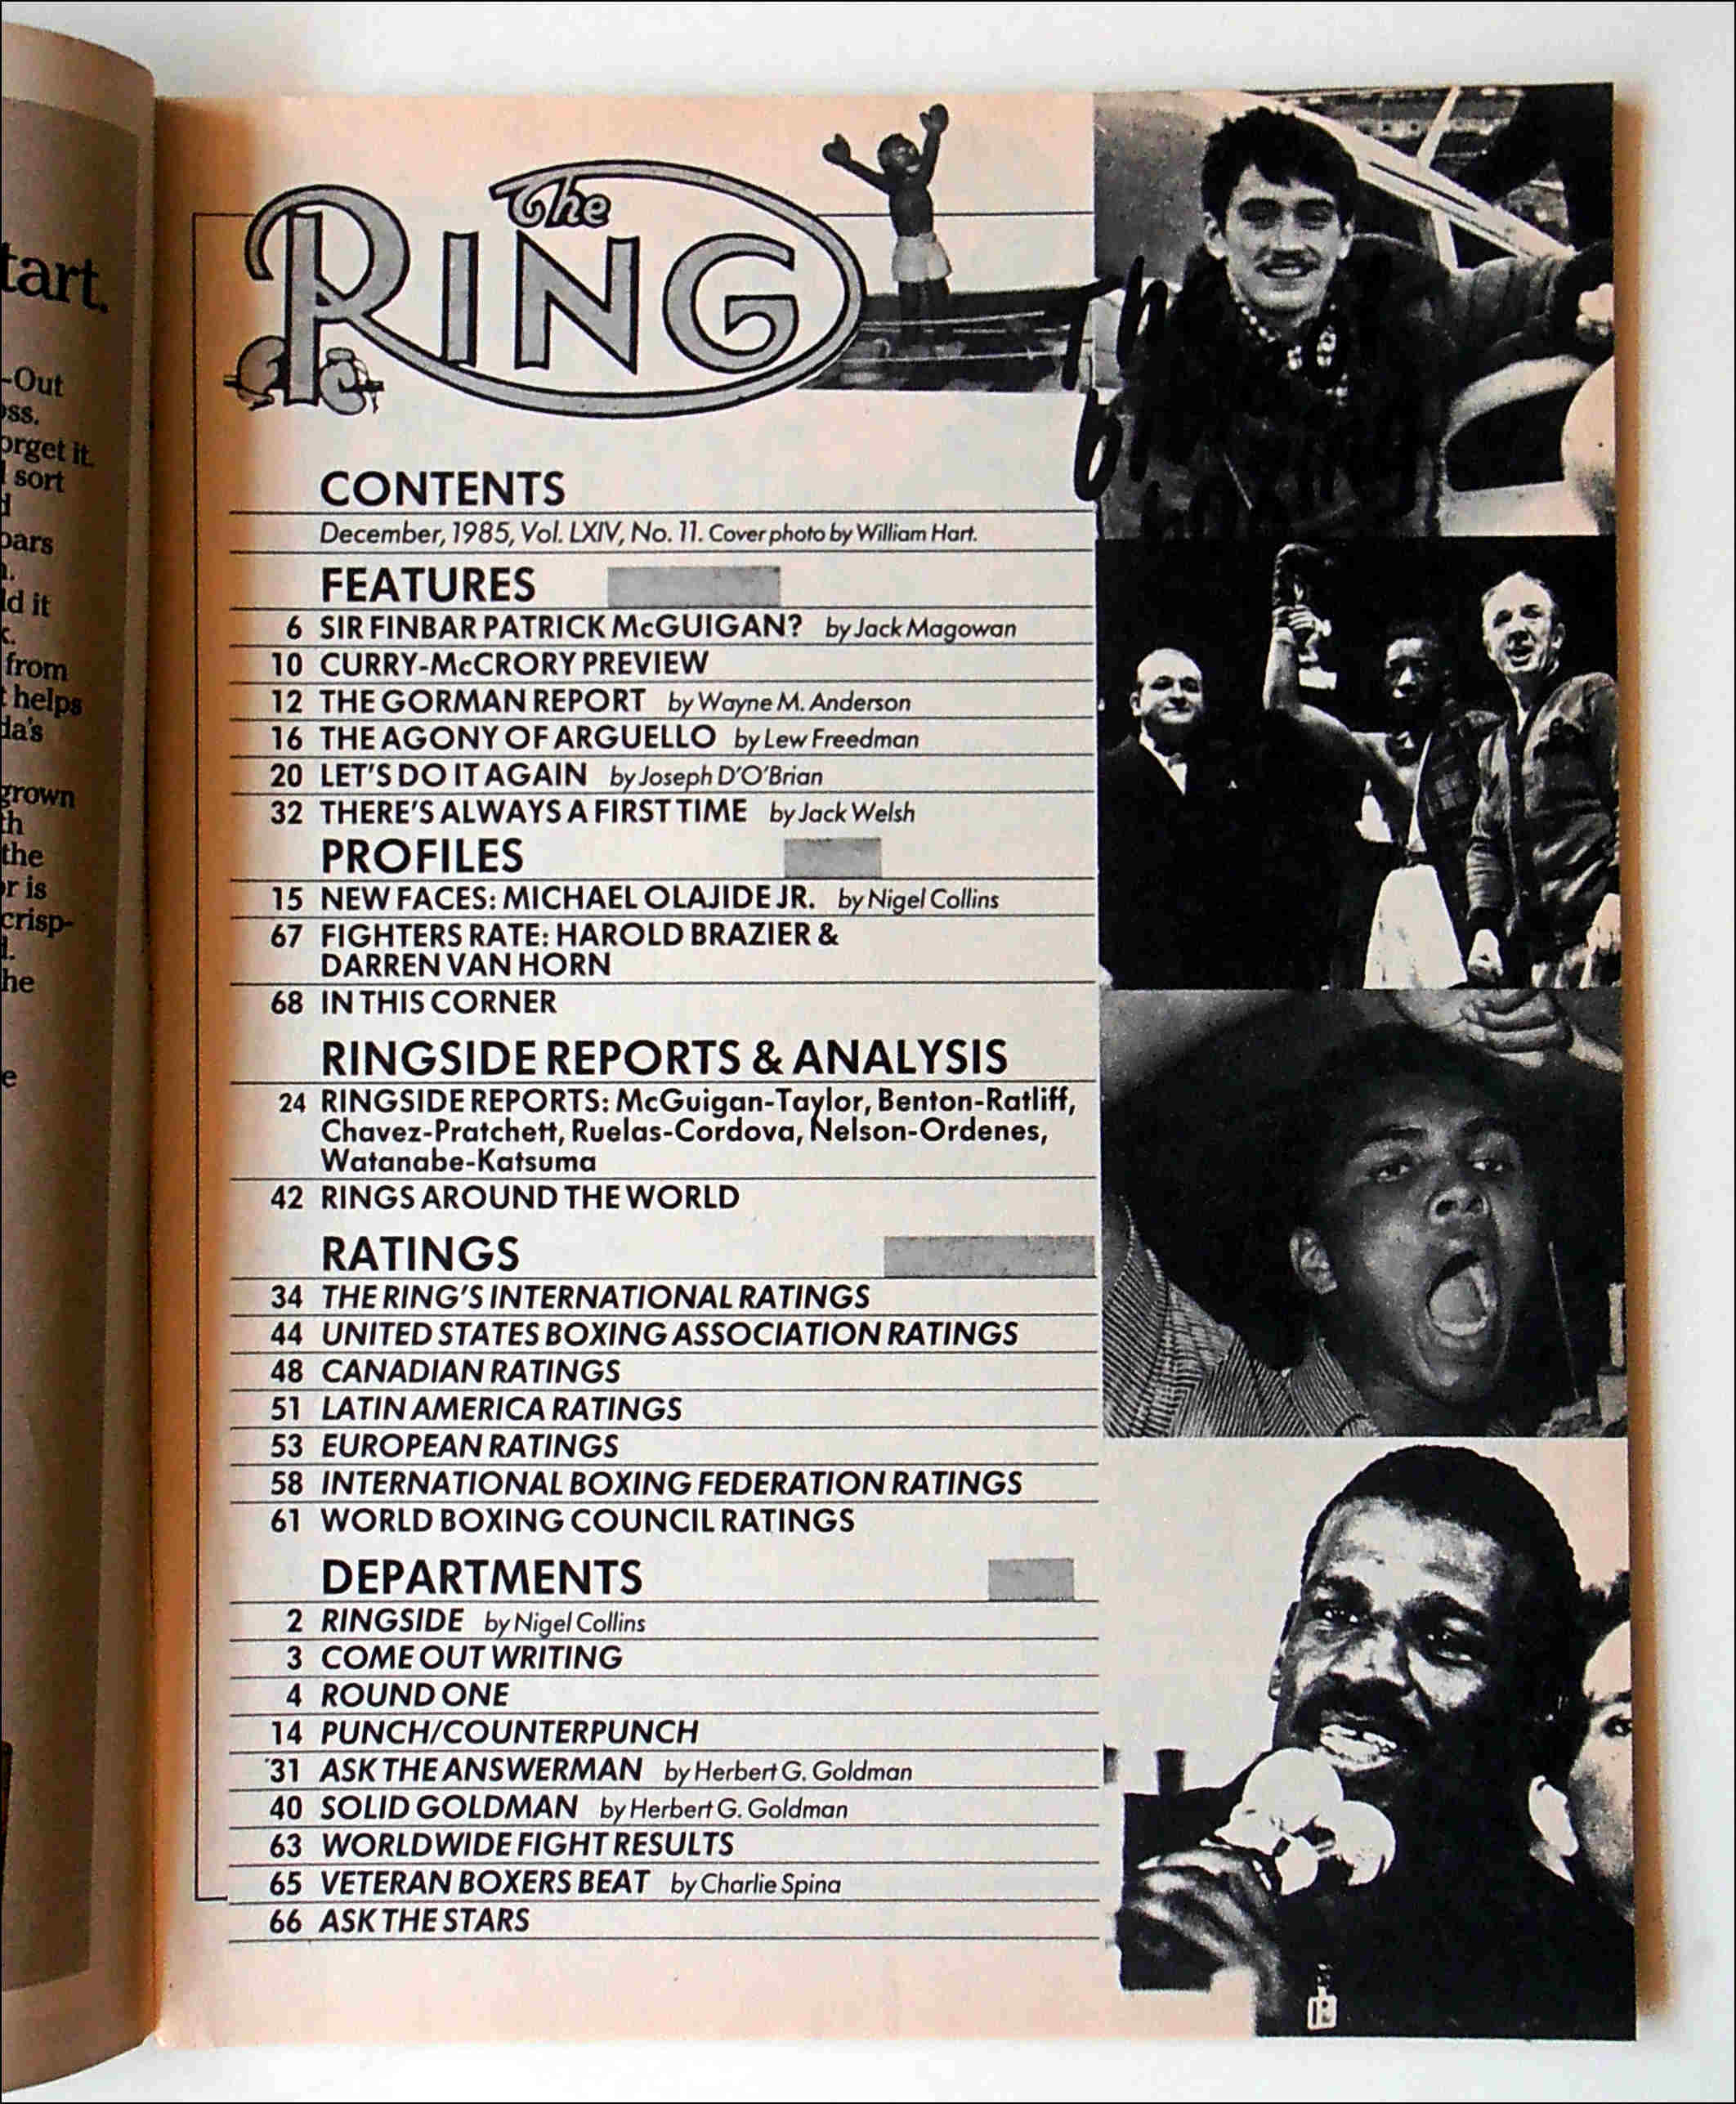 tart.
-Out
oss.
orget it.
sort
oars
ld it
from
t helps
da's
grown
th
the
or is
crisp-
he
e
The
RING
CONTENTS
December, 1985, Vol. LXIV, No. 11. Cover photo by William Hart.
FEATURES
6 SIR FINBAR PATRICK McGUIGAN? by Jack Magowan
10 CURRY-McCRORY PREVIEW
12 THE GORMAN REPORT by Wayne M. Anderson
16 THE AGONY OF ARGUELLO by Lew Freedman
20 LET'S DO IT AGAIN by Joseph D'O'Brian
32 THERE'S ALWAYS A FIRST TIME by Jack Welsh
PROFILES
15 NEW FACES: MICHAEL OLAJIDE JR. by Nigel Collins
67 FIGHTERS RATE: HAROLD BRAZIER &
DARREN VAN HORN
68 IN THIS CORNER
RINGSIDE REPORTS & ANALYSIS
24 RINGSIDE REPORTS: McGuigan-Taylor, Benton-Ratliff,
Chavez-Pratchett, Ruelas-Cordova, Nelson-Ordenes,
Watanabe-Katsuma
42 RINGS AROUND THE WORLD
RATINGS
34 THE RING'S INTERNATIONAL RATINGS
44 UNITED STATES BOXING ASSOCIATION RATINGS
48 CANADIAN RATINGS
51 LATIN AMERICA RATINGS
53 EUROPEAN RATINGS
58 INTERNATIONAL BOXING FEDERATION RATINGS
61 WORLD BOXING COUNCIL RATINGS
DEPARTMENTS
2 RINGSIDE by Nigel Collins
3 COME OUT WRITING
4 ROUND ONE
14 PUNCH/COUNTERPUNCH
31 ASK THE ANSWERMAN by Herbert G. Goldman
40 SOLID GOLDMAN by Herbert G. Goldman
63 WORLDWIDE FIGHT RESULTS
65 VETERAN BOXERS BEAT by Charlie Spina
66 ASK THE STARS